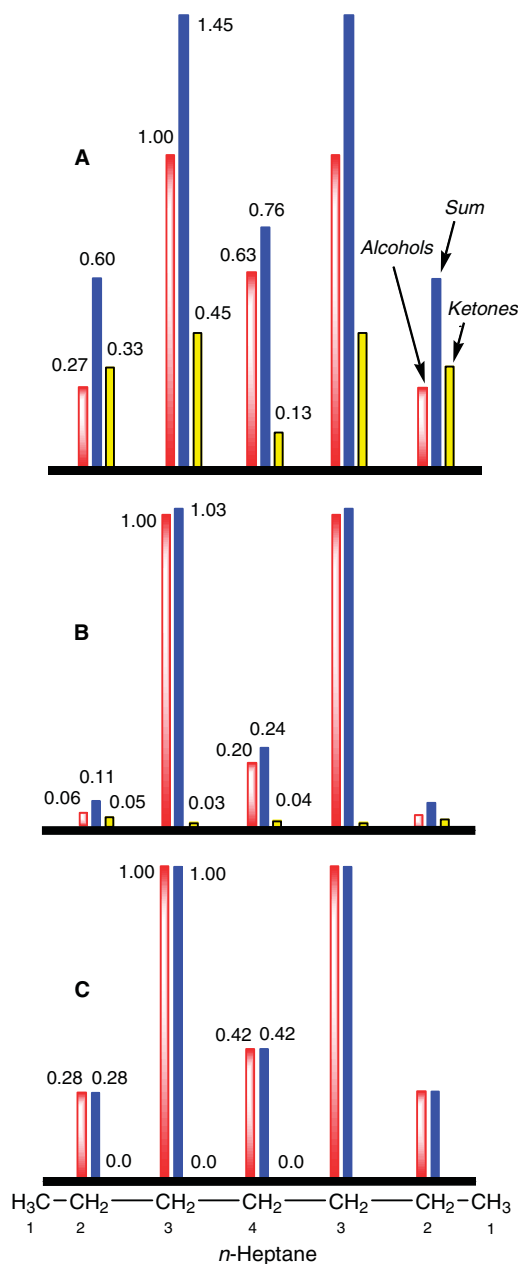 1.45
1.00
A
0.76
Sum
0.63
Alcohols
0.60
Ketones
0.45
0.33
0.27
0.13
1.00 1.03
B
0.24
0.20
0.11
0.06 0.05 0.03 0.04
1.00 1.00
C
0.42 0.42
0.28 0.28
0.0 0.0 0.0
H3C–CH2–CH2–CH2–CH2–CH2–CH3
1 2 3 4 3 2 1
n-Heptane